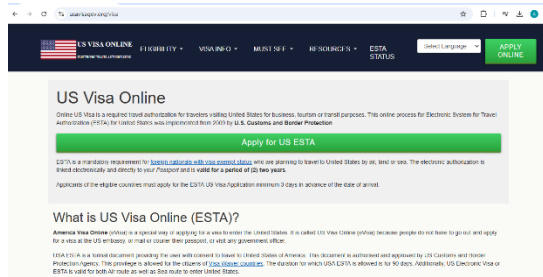 US VISA ONLINE
ELIGIBILITY
VISA INFO
MUST SEE
RESOURCES
ESTA STATUS
Select Language
APPLY ONLINE
US Visa Online
Online US Visa is a required travel authorization for travelers visiting United States for business, tourism or transit purposes. This online process for Electronic System for Travel
Authorization (ESTA) for United States was implemented from 2009 by U.S. Customs and Border Protection
Apply for US ESTA
ESTA is a mandatory requirement for foreign nationals with visa exempt status who are planning to travel to United States by air, land or sea. The electronic authorization is
linked electronically and directly to your Passport and is valid for a period of (2) two years.
Applicants of the eligible countries must apply for the ESTA US Visa Application minimum 3 days in advance of the date of arrival.
What is US Visa Online (ESTA)?
America Visa Online (eVisa) is a special way of applying for a visa to enter the United States. It is called US Visa Online (eVisa) because people do not have to go out and apply
for a visa at the US embassy, or mail or courier their passport, or visit any government officer.
USA ESTA is a formal document providing the user with consent to travel to United States of America. This document is authorised and approved by US Customs and Border
Protection Agency. This privilege is allowed for the citizens of Visa Waiver countries. The duration for which USA ESTA is allowed is for 90 days. Additionally, US Electronic Visa or
ESTA is valid for both Air route as well as Sea route to enter United States.